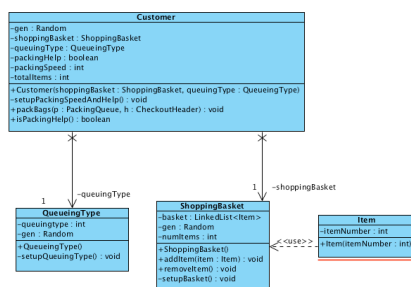 Customer
-gen : Random
-shoppingBasket : ShoppingBasket
-queuingType : QueueingType
-packingHelp : boolean
-packingSpeed : int
-totalItems : int
+Customer(shoppingBasket : ShoppingBasket, queuingType : QueueingType)
-setupPackingSpeedAndHelp() : void
+packBags(p : PackingQueue, h : CheckoutHeader) : void
+isPackingHelp() : boolean
-queuingType
1
1
-shoppingBasket
QueueingType
-queuingtype : int
-gen : Random
+QueueingType()
-setupQueuingType() : void
ShoppingBasket
-basket : LinkedList<Item>
-gen : Random
-numItems : int
+ShoppingBasket()
+addItem(item : Item) : void
+removeItem() : void
-setupBasket() : void
<<use>>
Item
-itemNumber : int
+Item(itemNumber : int)